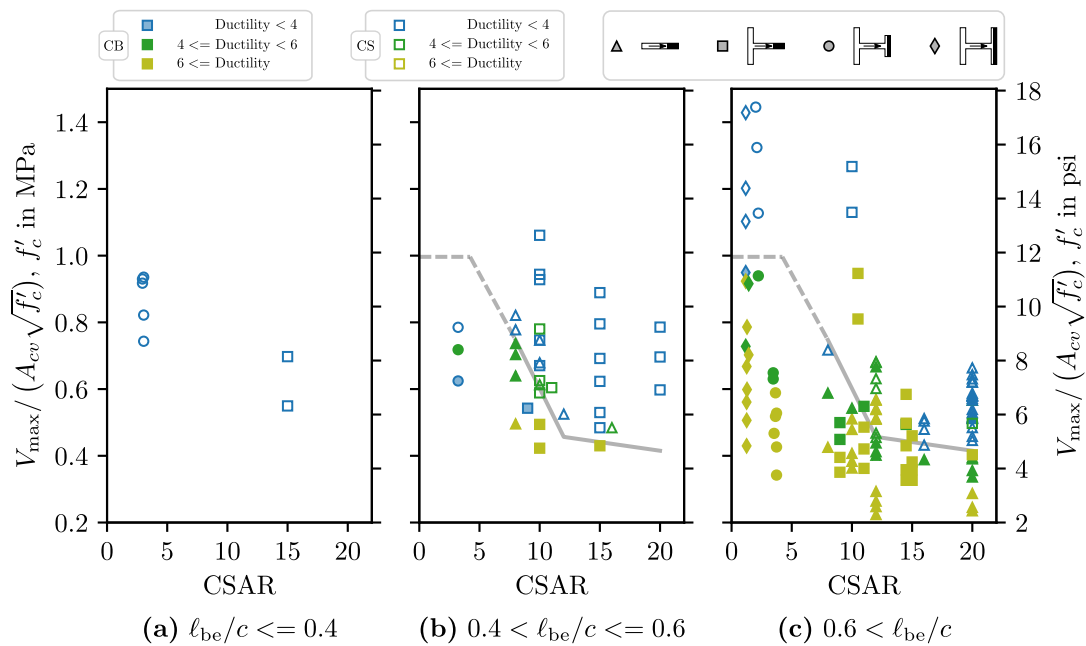 CB
Ductility < 4
4 <= Ductility < 6
6 <= Ductility
CS
Ductility < 4
4 <= Ductility < 6
6 <= Ductility
V_max/ (A_cv √f′_c), f′_c in MPa
1.4
1.2
1.0
0.8
0.6
0.4
0.2
0 5 10 15 20
CSAR
(a) ℓ_be/c <= 0.4
0 5 10 15 20
CSAR
(b) 0.4 < ℓ_be/c <= 0.6
0 5 10 15 20
CSAR
(c) 0.6 < ℓ_be/c
18
16
14
12
10
8
6
4
2
V_max/ (A_cv √f′_c), f′_c in psi